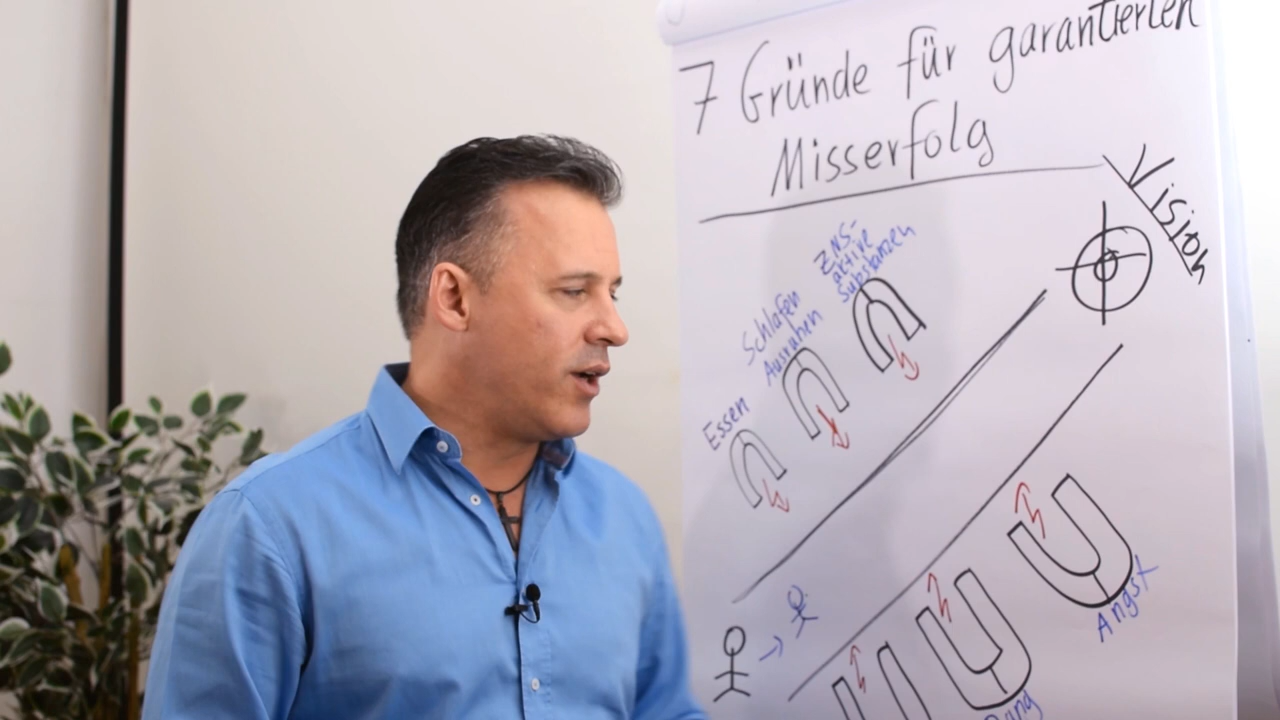 7 Gründe für garantierten
Misserfolg
Vision
ZNS-
aktive
Substanzen
Schlafen
Ausruhen
Essen
Angst